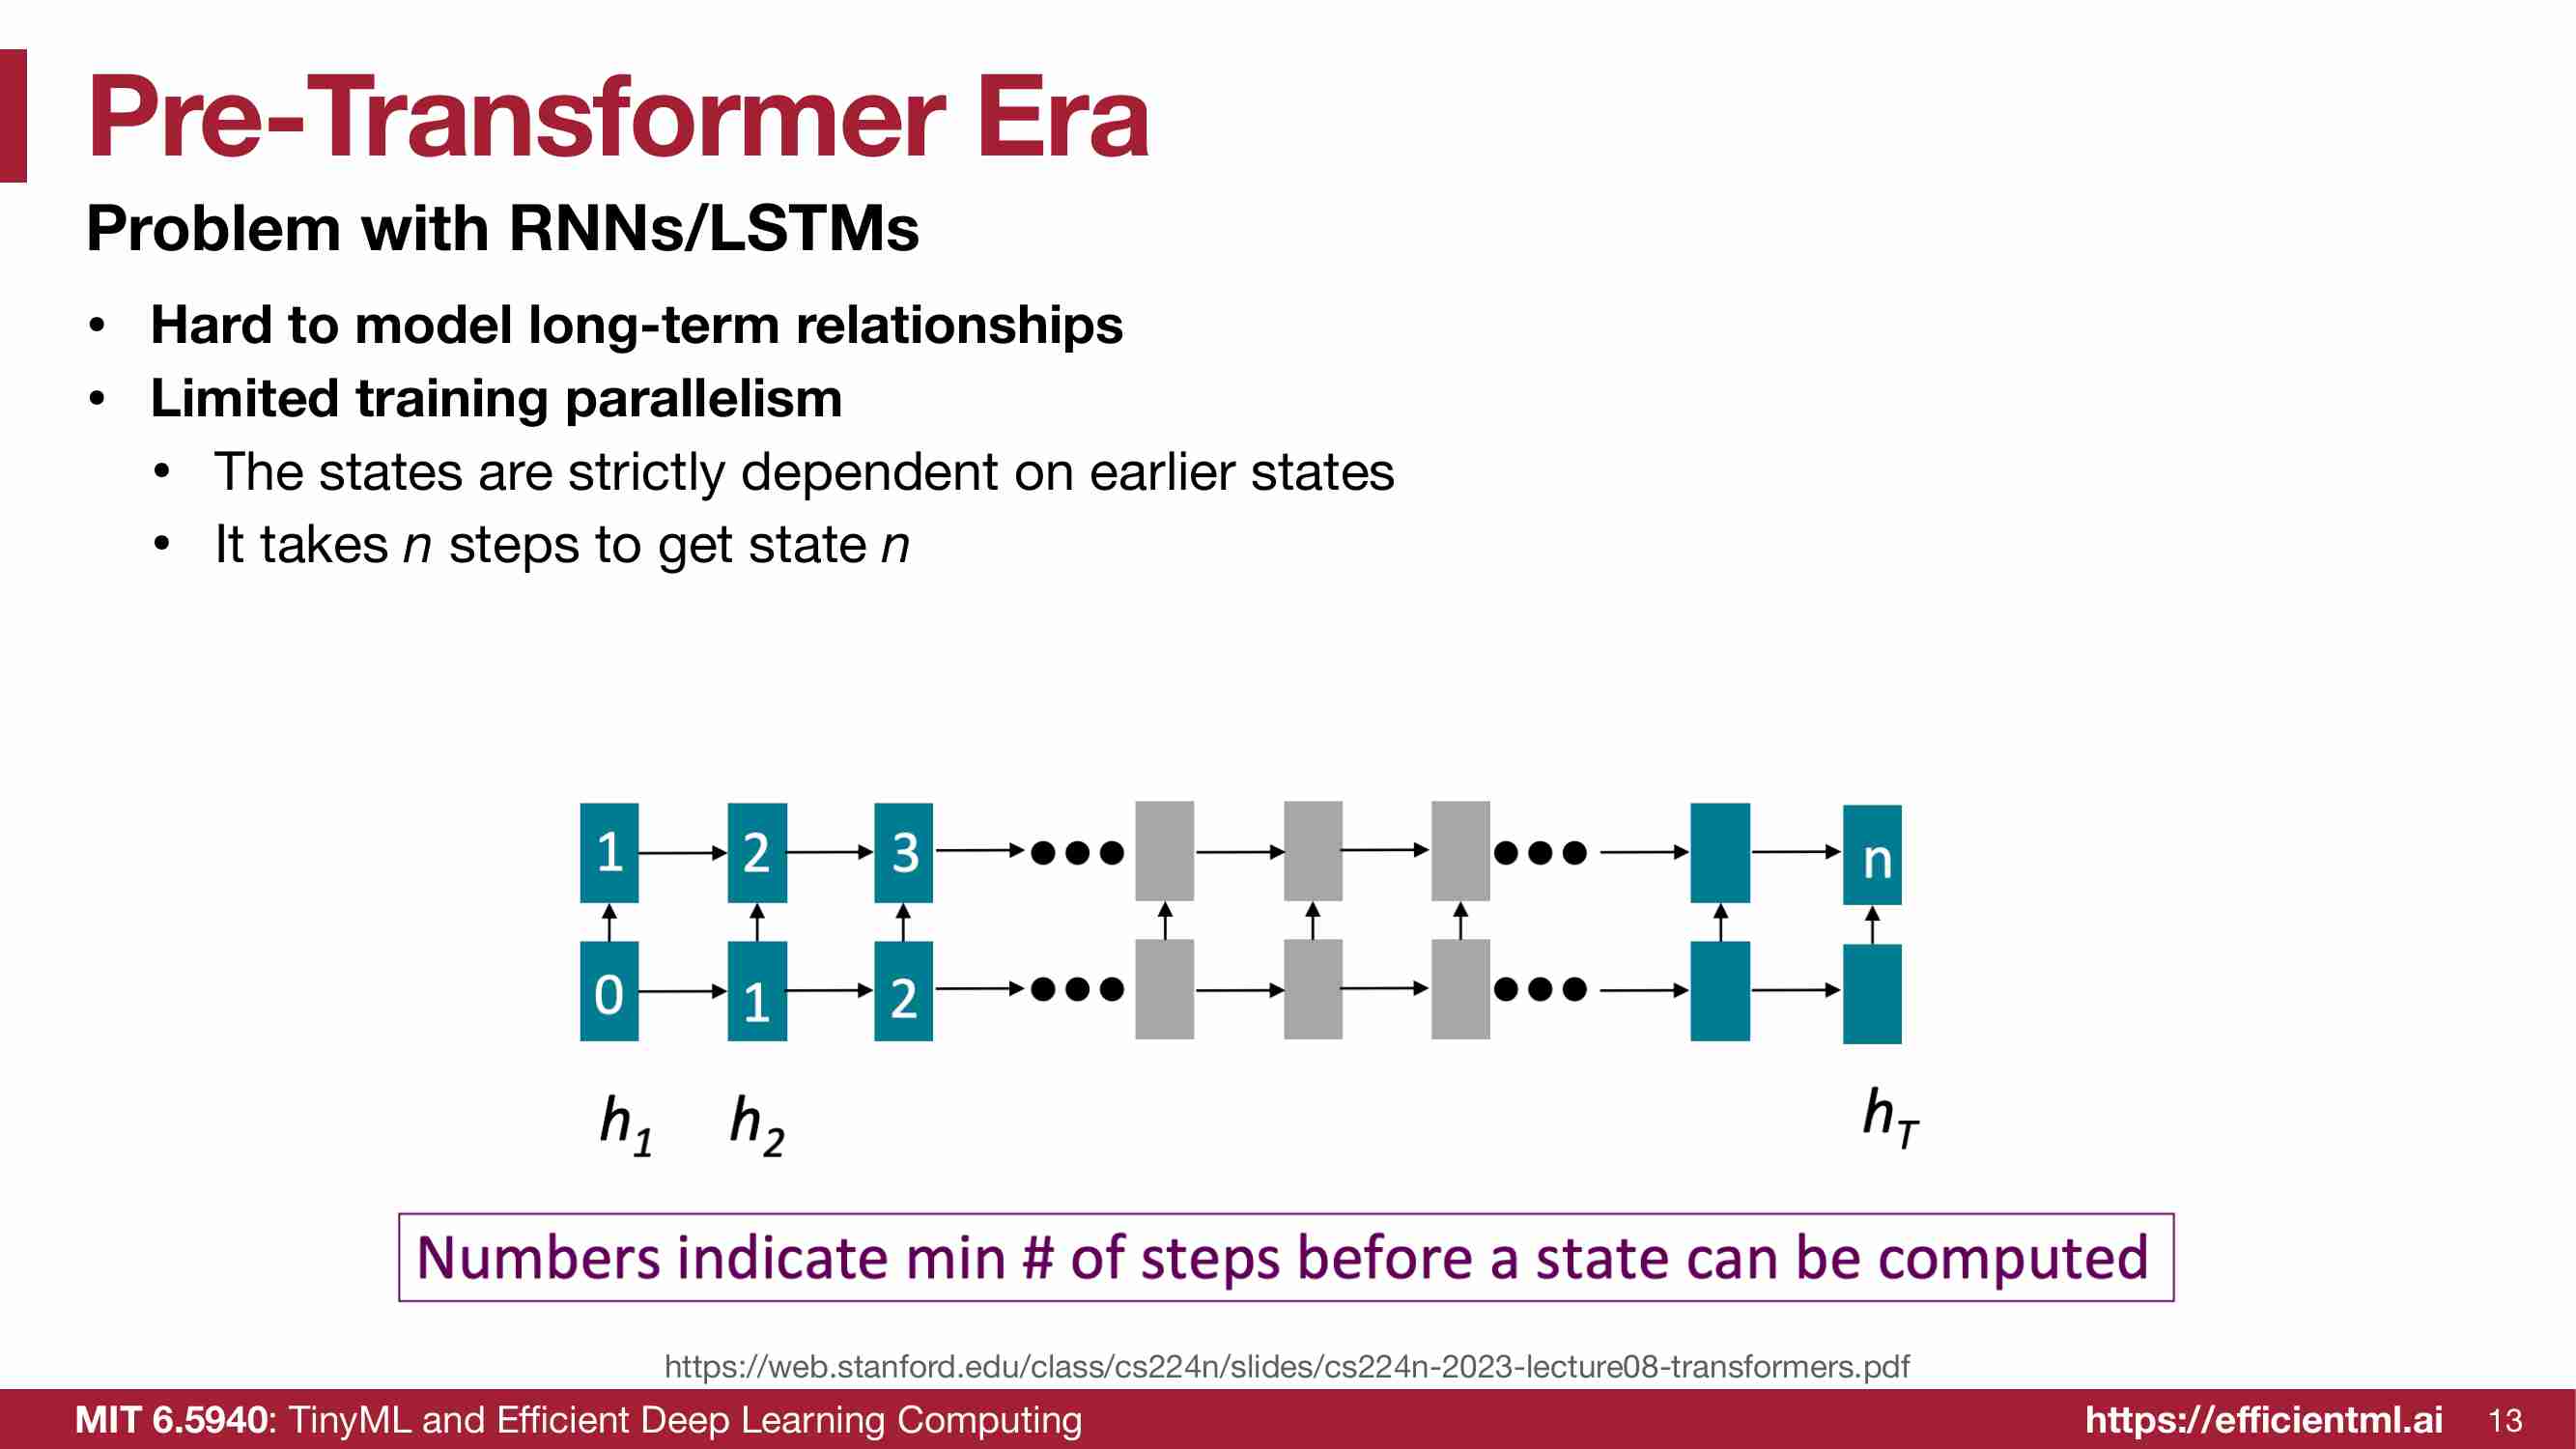 Pre-Transformer Era
Problem with RNNs/LSTMs
• Hard to model long-term relationships
• Limited training parallelism
• The states are strictly dependent on earlier states
• It takes n steps to get state n
1 2 3 n
0 1 2
h1 h2 hT
Numbers indicate min # of steps before a state can be computed
https://web.stanford.edu/class/cs224n/slides/cs224n-2023-lecture08-transformers.pdf
MIT 6.5940: TinyML and Efficient Deep Learning Computing https://efficientml.ai 13